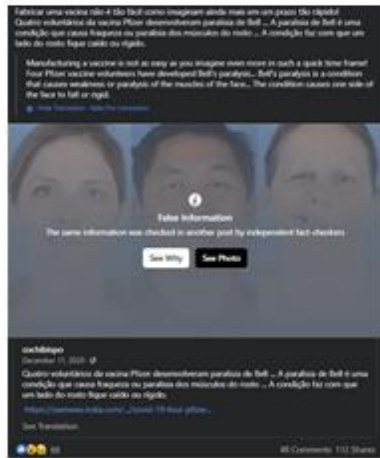 Fabricar uma vacina não é tão fácil como imaginam ainda mais em um prazo tão rápido!
Quatro voluntários da vacina Pfizer desenvolveram paralisia de Bell ... A paralisia de Bell é uma
condição que causa fraqueza ou paralisia dos músculos do rosto ... A condição faz com que um
lado do rosto fique caído ou rígido.
Manufacturing a vaccine is not as easy as you imagine even more in such a quick time frame!
Four Pfizer vaccine volunteers have developed Bell's paralysis... Bell's paralysis is a condition
that causes weakness or paralysis of the muscles of the face... The condition causes one side of
the face to fall or rigid.
False Information
The same information was checked in another post by independent fact-checkers
See Why
See Photo
December 11, 2020
Quatro voluntários da vacina Pfizer desenvolveram paralisia de Bell ... A paralisia de Bell é uma
condição que causa fraqueza ou paralisia dos músculos do rosto ... A condição faz com que
um lado do rosto fique caído ou rígido.
See Translation
Comments 112 Shares